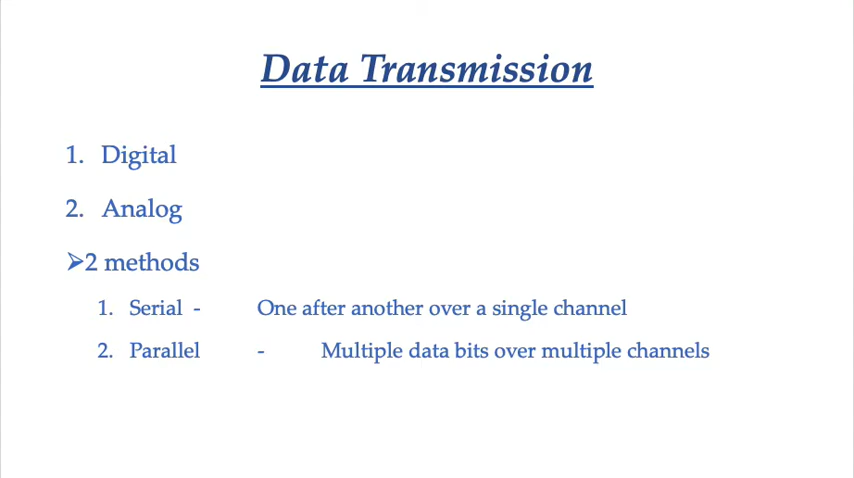 Data Transmission
1. Digital
2. Analog
➢2 methods
1. Serial - One after another over a single channel
2. Parallel - Multiple data bits over multiple channels